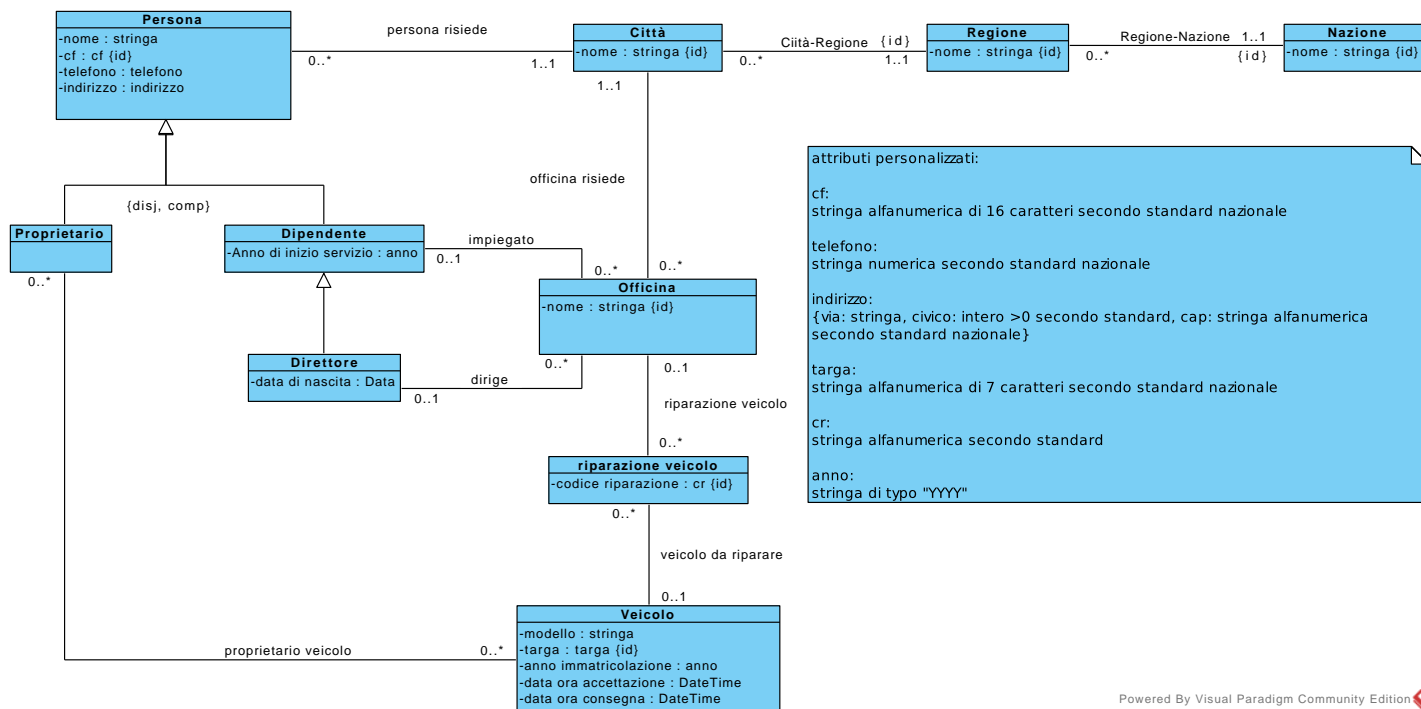 Persona
-nome : stringa
-cf : cf {id}
-telefono : telefono
-indirizzo : indirizzo
persona risiede
0..*
1..1
Città
-nome : stringa {id}
Ciità-Regione {id}
0..*
1..1
Regione
-nome : stringa {id}
Regione-Nazione 1..1
0..*
{id}
Nazione
-nome : stringa {id}
1..1
officina risiede
0..*
{disj, comp}
Proprietario
0..*
Dipendente
-Anno di inizio servizio : anno
impiegato
0..1
0..*
Officina
-nome : stringa {id}
Direttore
-data di nascita : Data
dirige
0..1
0..*
0..1
riparazione veicolo
0..*
riparazione veicolo
-codice riparazione : cr {id}
0..*
veicolo da riparare
0..1
Veicolo
-modello : stringa
-targa : targa {id}
-anno immatricolazione : anno
-data ora accettazione : DateTime
-data ora consegna : DateTime
proprietario veicolo
0..*
attributi personalizzati:
cf:
stringa alfanumerica di 16 caratteri secondo standard nazionale
telefono:
stringa numerica secondo standard nazionale
indirizzo:
{via: stringa, civico: intero >0 secondo standard, cap: stringa alfanumerica
secondo standard nazionale}
targa:
stringa alfanumerica di 7 caratteri secondo standard nazionale
cr:
stringa alfanumerica secondo standard
anno:
stringa di typo "YYYY"
Powered By Visual Paradigm Community Edition